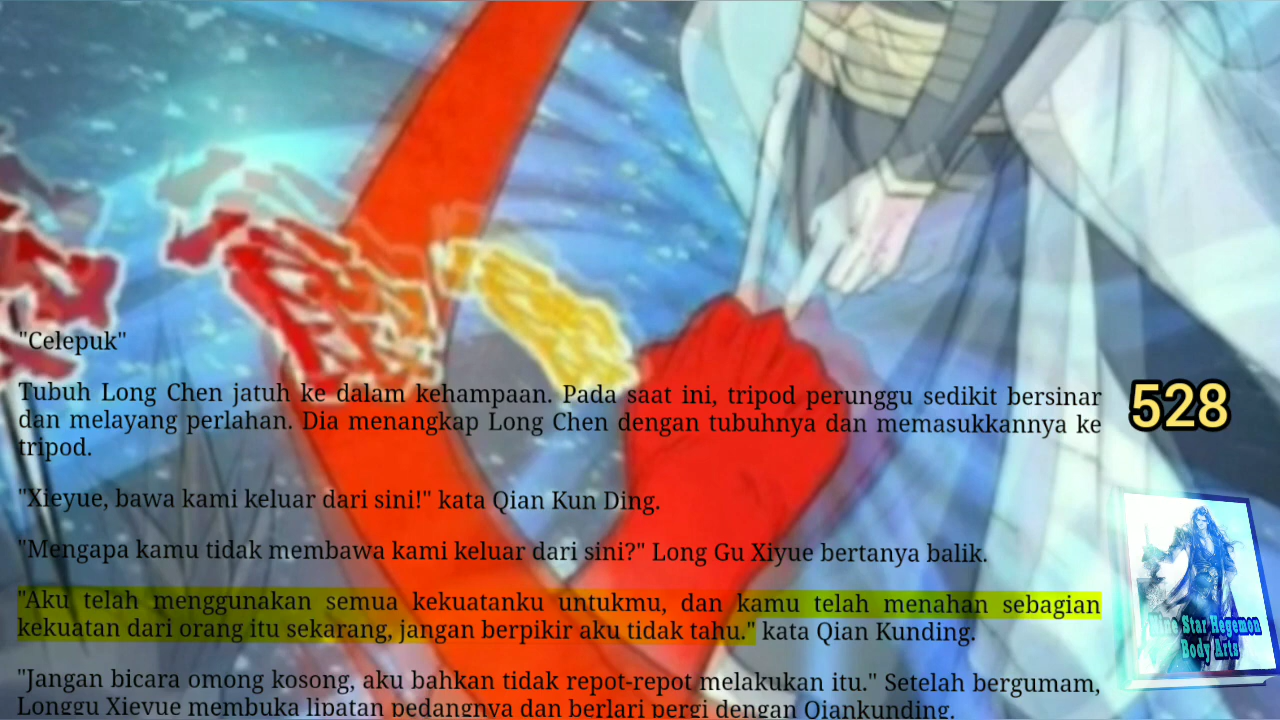 "Celepuk"
Tubuh Long Chen jatuh ke dalam kehampaan. Pada saat ini, tripod perunggu sedikit bersinar
dan melayang perlahan. Dia menangkap Long Chen dengan tubuhnya dan memasukkannya ke
tripod.
"Xieyue, bawa kami keluar dari sini!" kata Qian Kun Ding.
"Mengapa kamu tidak membawa kami keluar dari sini?" Long Gu Xiyue bertanya balik.
"Aku telah menggunakan semua kekuatanku untukmu, dan kamu telah menahan sebagian
kekuatan dari orang itu sekarang, jangan berpikir aku tidak tahu." kata Qian Kunding.
"Jangan bicara omong kosong, aku bahkan tidak repot-repot melakukan itu." Setelah bergumam,
Longgu Xieyue membuka lipatan pedangnya dan berlari pergi dengan Qiankunding.
528
Nine Star Hegemon
Body Arts